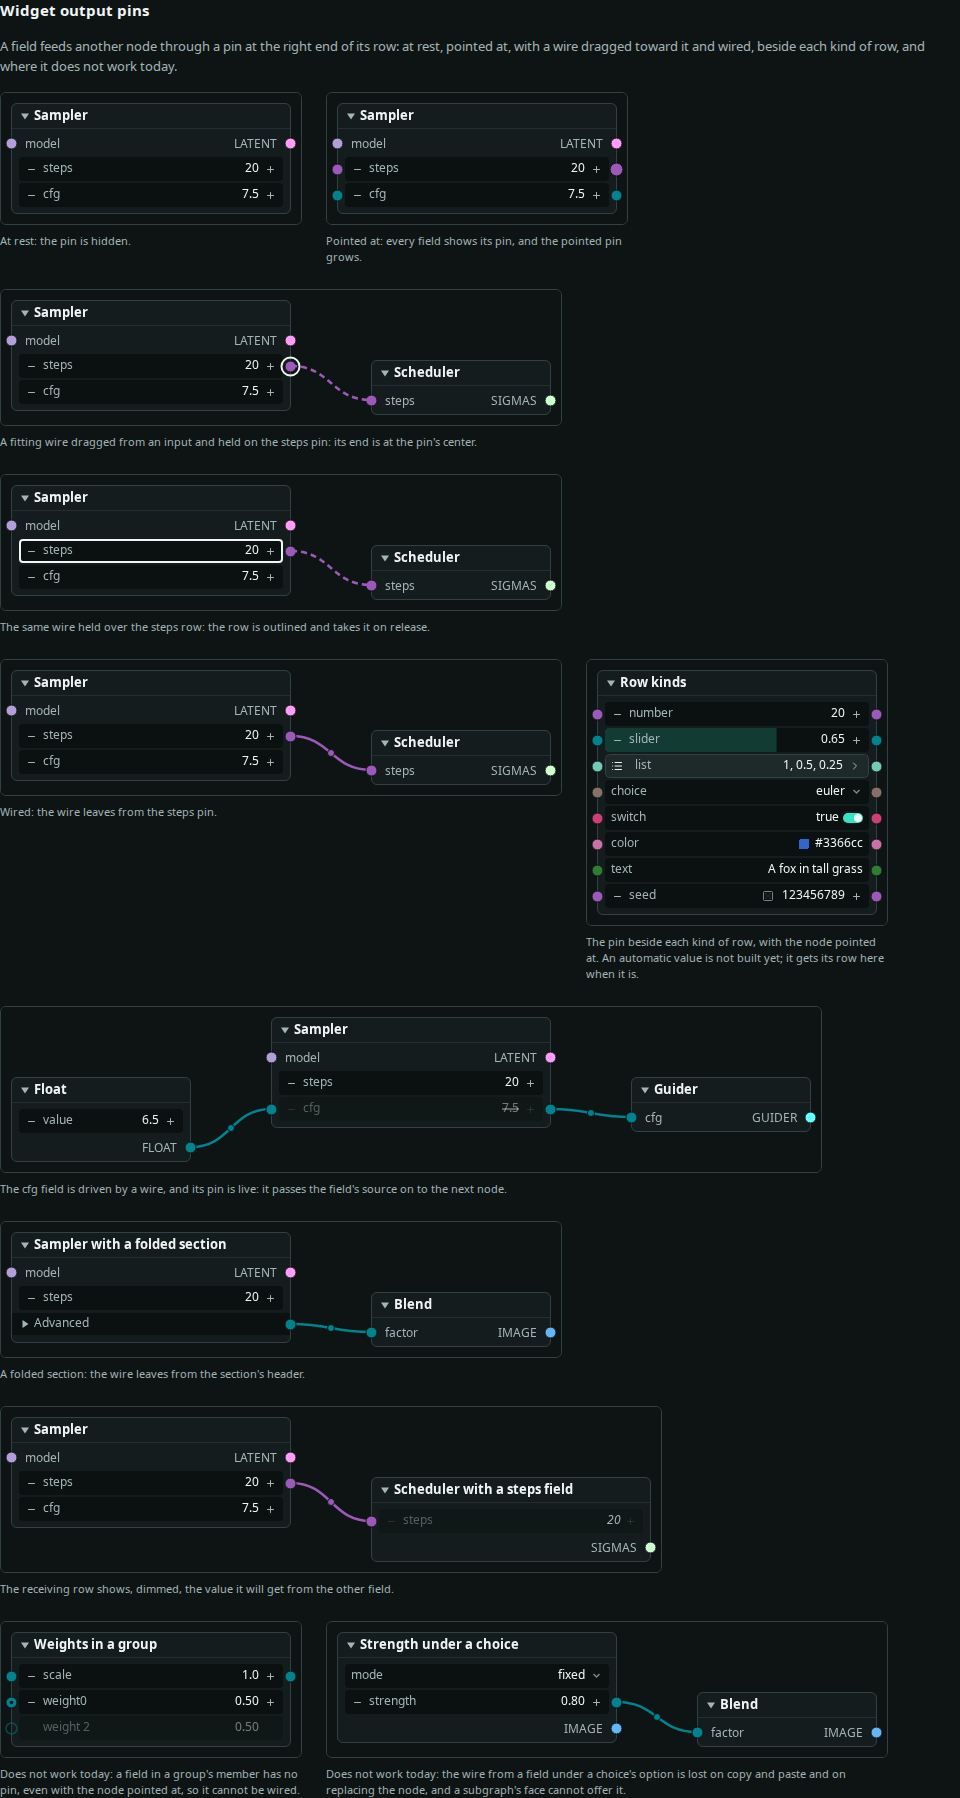 Widget output pins
A field feeds another node through a pin at the right end of its row: at rest, pointed at, with a wire dragged toward it and wired, beside each kind of row, and
where it does not work today.
Sampler
model LATENT
– steps 20 +
– cfg 7.5 +
At rest: the pin is hidden.
Sampler
model LATENT
– steps 20 +
– cfg 7.5 +
Pointed at: every field shows its pin, and the pointed pin
grows.
Sampler
model LATENT
– steps 20 +
– cfg 7.5 +
Scheduler
steps SIGMAS
A fitting wire dragged from an input and held on the steps pin: its end is at the pin's center.
Sampler
model LATENT
– steps 20 +
– cfg 7.5 +
Scheduler
steps SIGMAS
The same wire held over the steps row: the row is outlined and takes it on release.
Sampler
model LATENT
– steps 20 +
– cfg 7.5 +
Scheduler
steps SIGMAS
Wired: the wire leaves from the steps pin.
Row kinds
– number 20 +
– slider 0.65 +
list 1, 0.5, 0.25
choice euler
switch true
color #3366cc
text A fox in tall grass
– seed 123456789 +
The pin beside each kind of row, with the node pointed
at. An automatic value is not built yet; it gets its row here
when it is.
Float
– value 6.5 +
FLOAT
Sampler
model LATENT
– steps 20 +
– cfg 7.5 +
Guider
cfg GUIDER
The cfg field is driven by a wire, and its pin is live: it passes the field's source on to the next node.
Sampler with a folded section
model LATENT
– steps 20 +
Advanced
Blend
factor IMAGE
A folded section: the wire leaves from the section's header.
Sampler
model LATENT
– steps 20 +
– cfg 7.5 +
Scheduler with a steps field
– steps 20 +
SIGMAS
The receiving row shows, dimmed, the value it will get from the other field.
Weights in a group
– scale 1.0 +
– weight0 0.50 +
weight 2 0.50
Does not work today: a field in a group's member has no
pin, even with the node pointed at, so it cannot be wired.
Strength under a choice
mode fixed
– strength 0.80 +
IMAGE
Blend
factor IMAGE
Does not work today: the wire from a field under a choice's option is lost on copy and paste and on
replacing the node, and a subgraph's face cannot offer it.